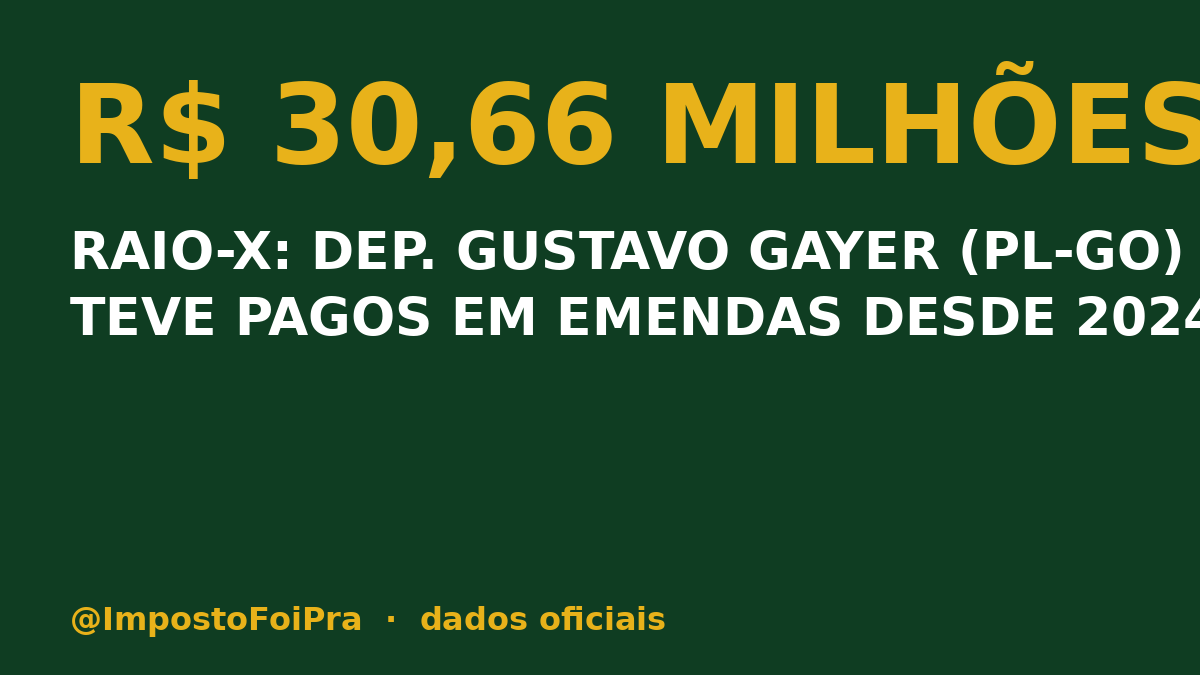 R$ 30,66 MILHÕES
RAIO-X: DEP. GUSTAVO GAYER (PL-GO)
TEVE PAGOS EM EMENDAS DESDE 2024
@ImpostoFoiPra · dados oficiais